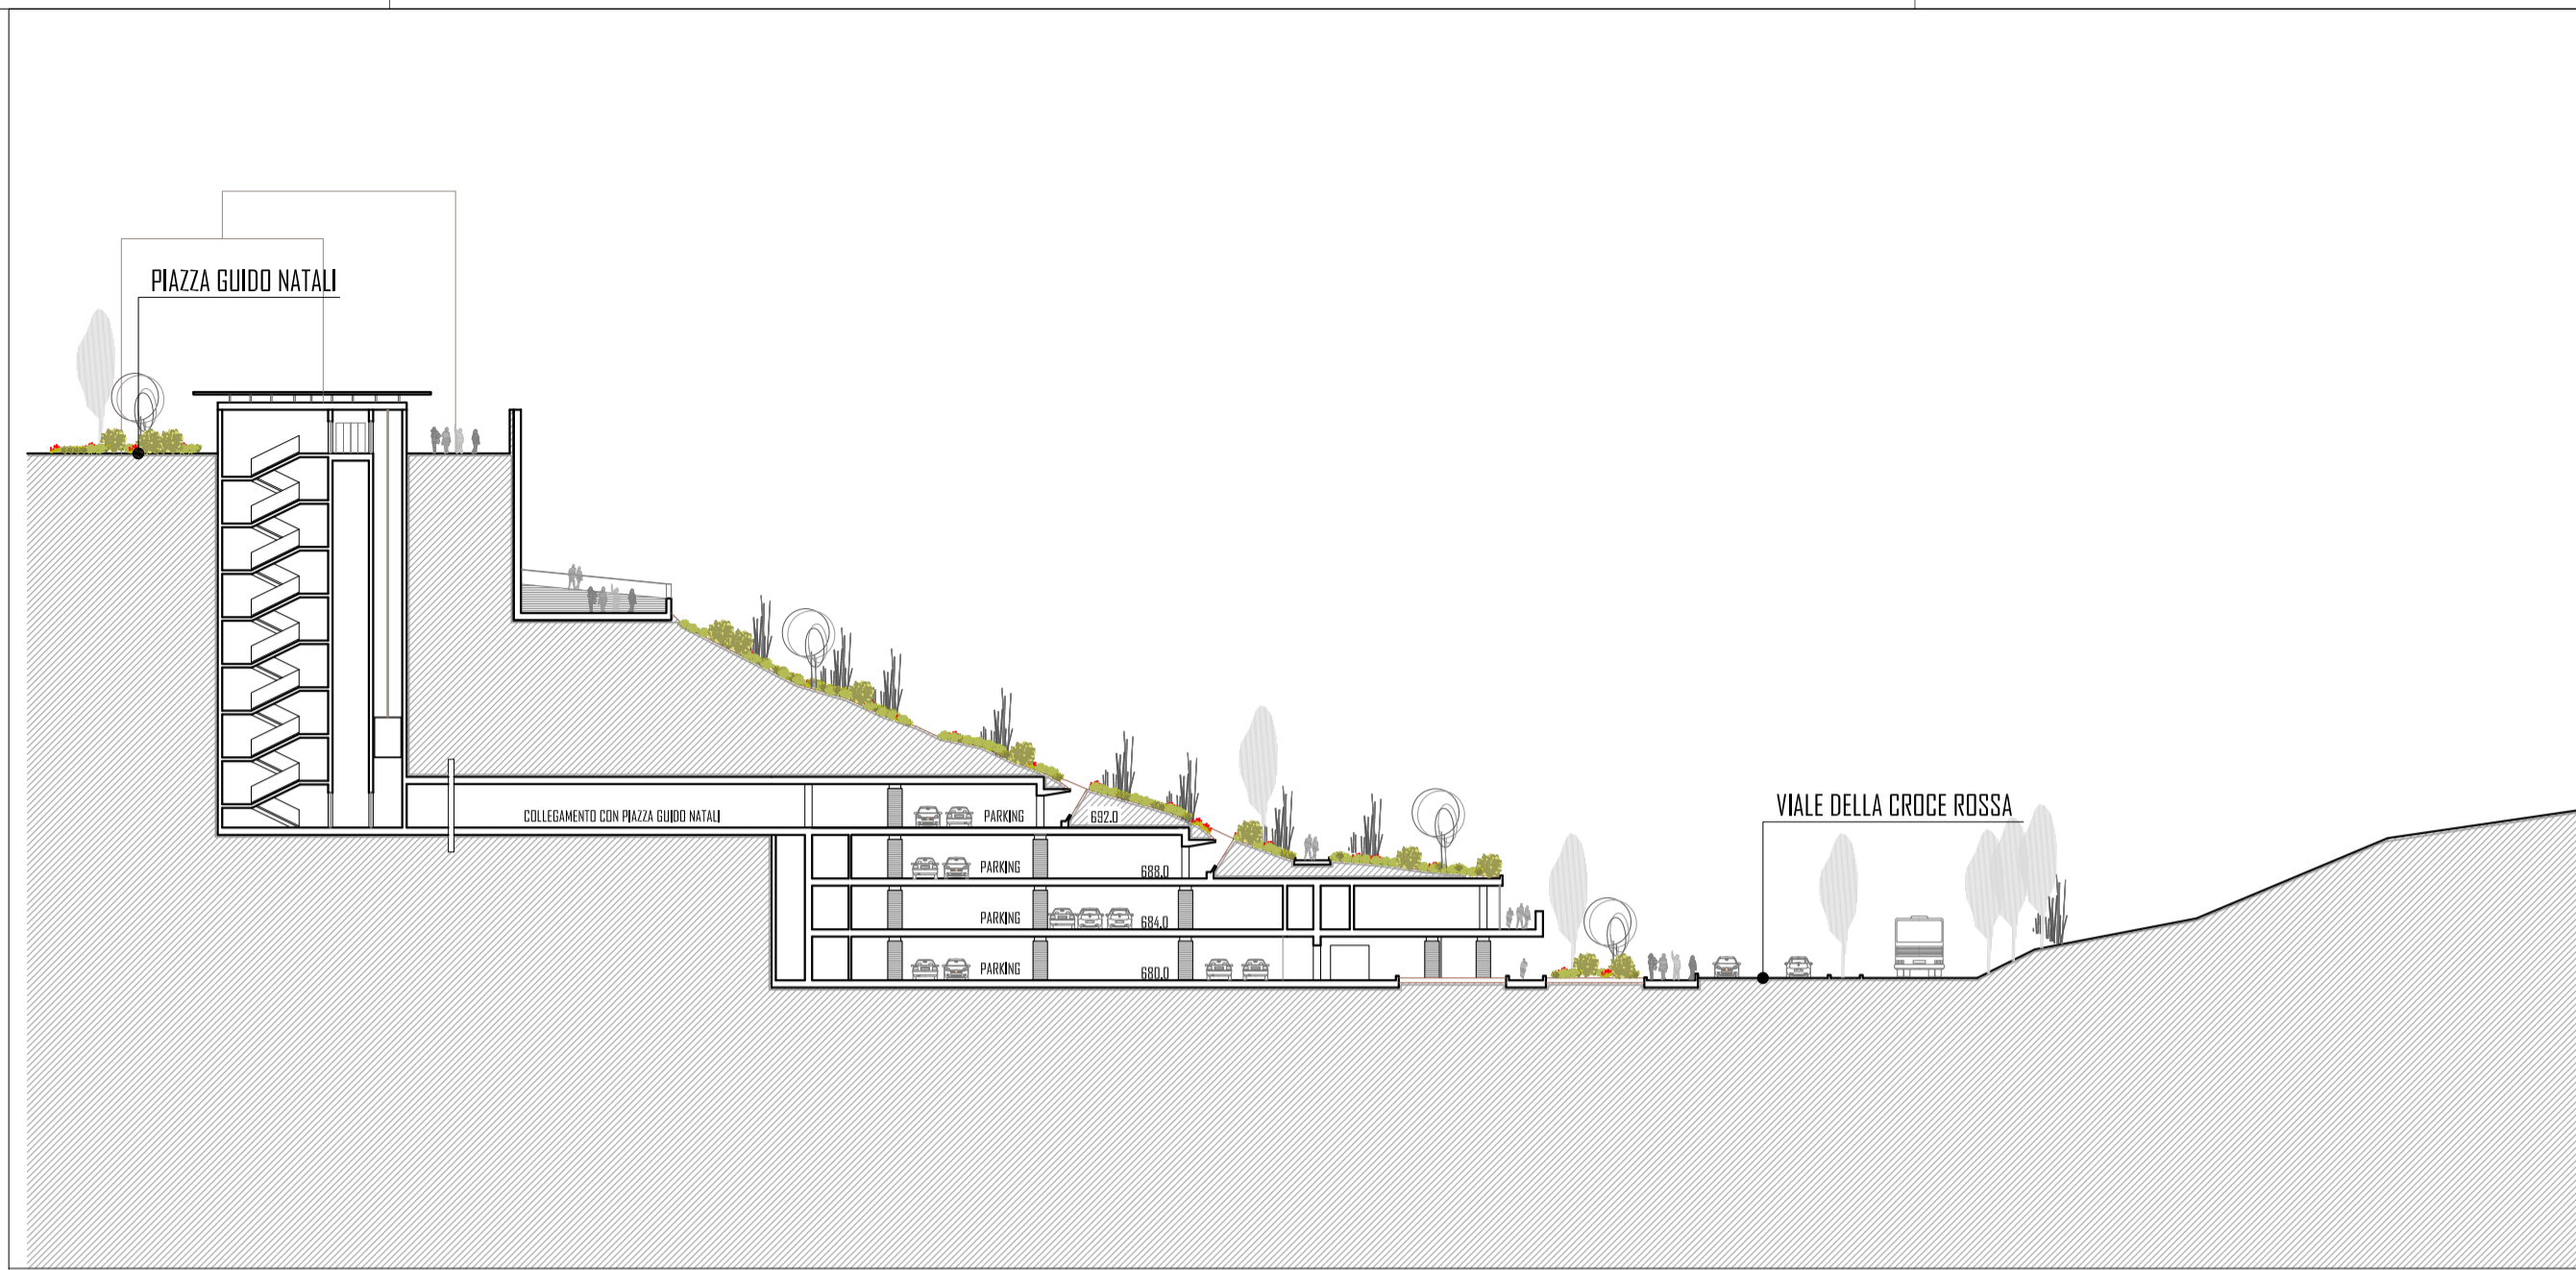 PIAZZA GUIDO NATALI
VIALE DELLA CROCE ROSSA
COLLEGAMENTO CON PIAZZA GUIDO NATALI
PARKING
692.0
PARKING
688.0
PARKING
684.0
PARKING
680.0